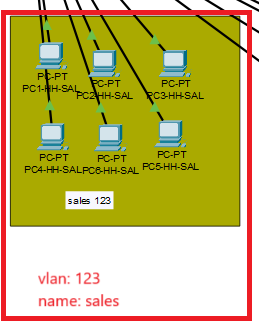 PC-PT
PC1-HH-SAL
PC-PT
PC2-HH-SAL
PC-PT
PC3-HH-SAL
PC-PT
PC4-HH-SAL
PC-PT
PC6-HH-SAL
PC-PT
PC5-HH-SAL
sales 123
vlan: 123
name: sales